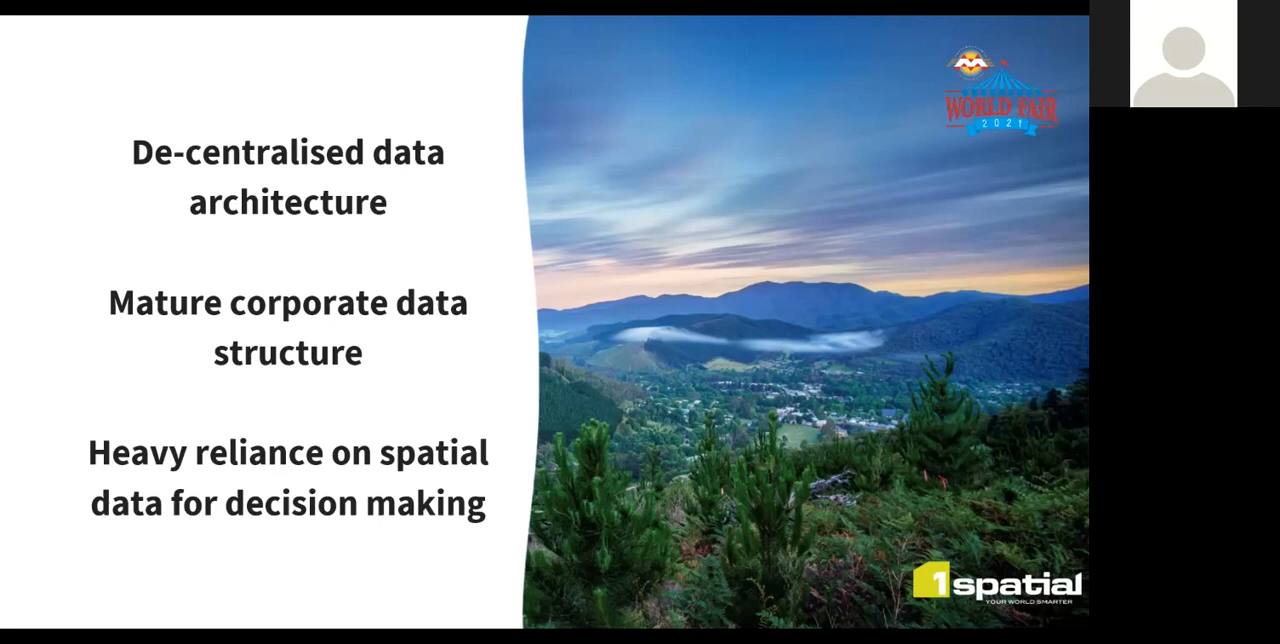 De-centralised data
architecture
Mature corporate data
structure
Heavy reliance on spatial
data for decision making
WORLD FAIR
2021
1spatial
YOUR WORLD SMARTER